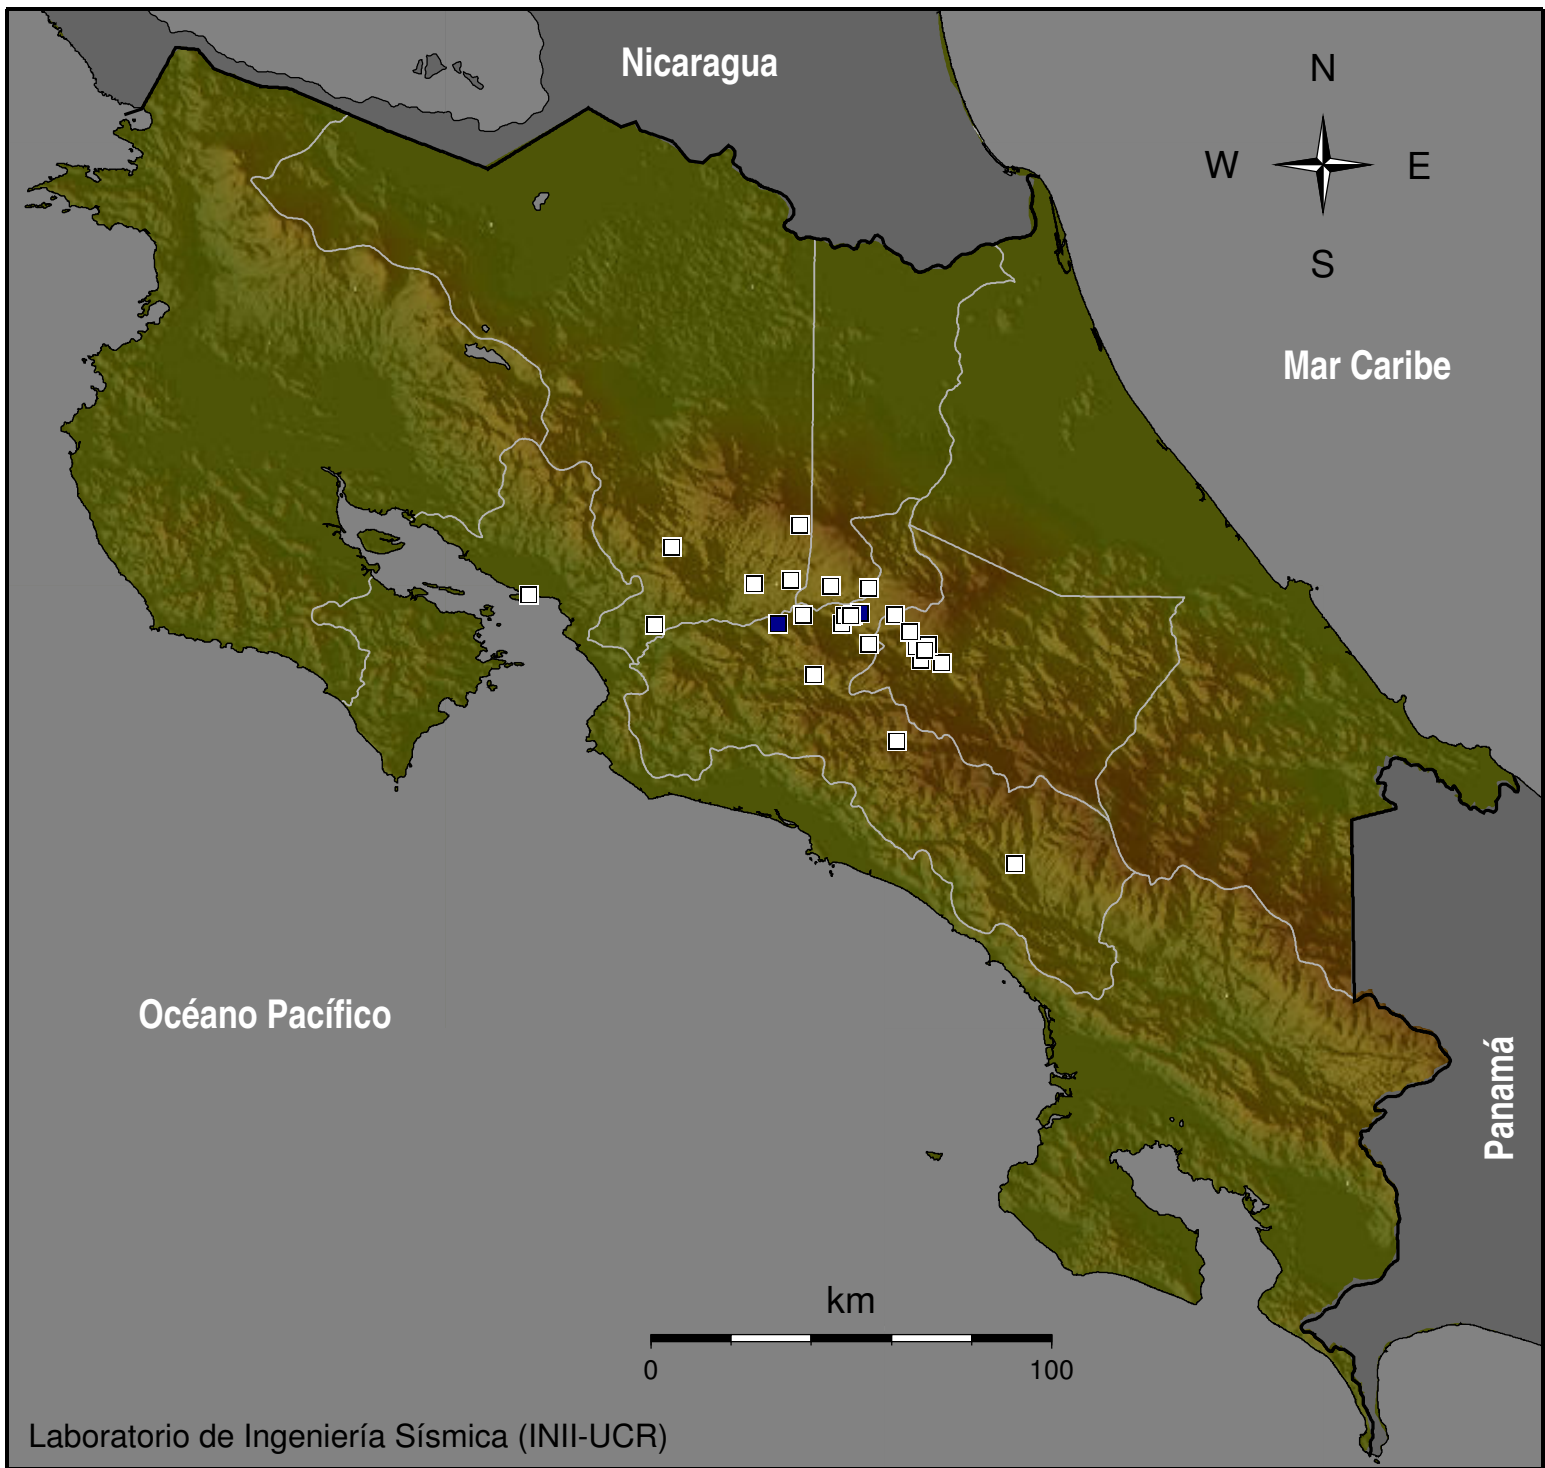 Nicaragua
N
W
E
S
Mar Caribe
Océano Pacífico
Panamá
km
0
100
Laboratorio de Ingeniería Sísmica (INII-UCR)